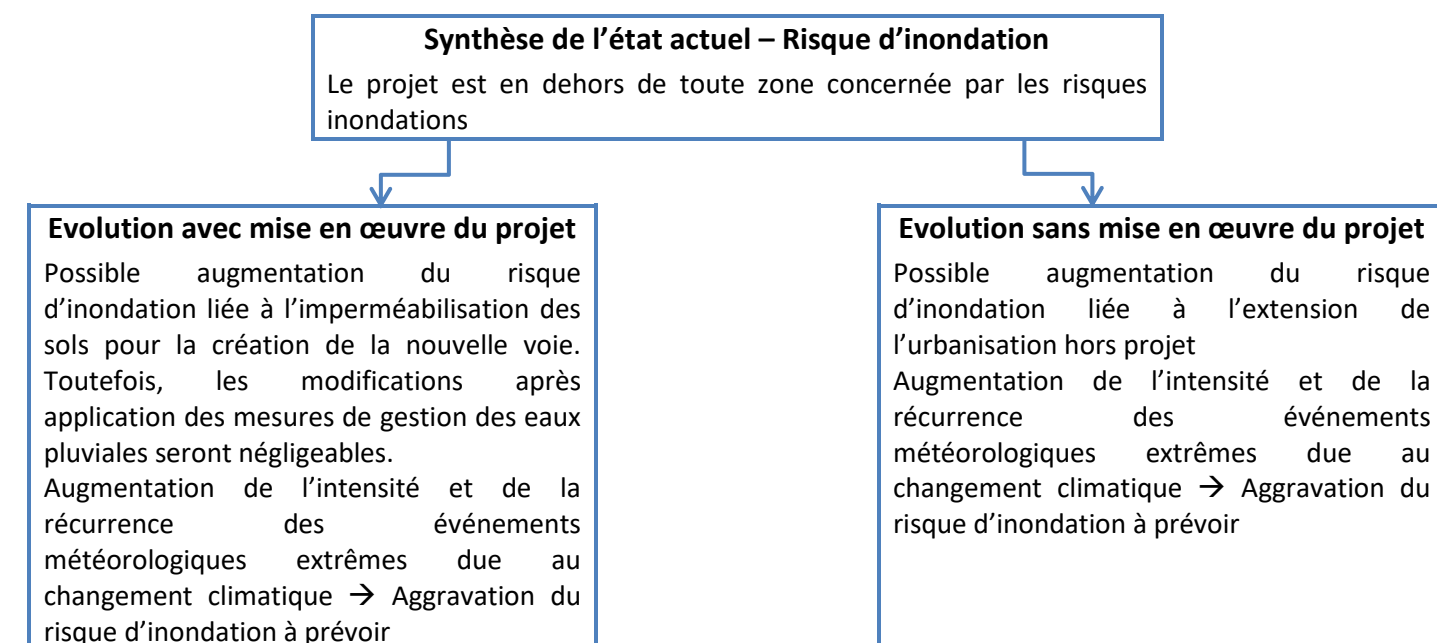 Synthèse de l’état actuel – Risque d’inondation
Le projet est en dehors de toute zone concernée par les risques
inondations
Evolution avec mise en œuvre du projet
Possible augmentation du risque
d’inondation liée à l’imperméabilisation des
sols pour la création de la nouvelle voie.
Toutefois, les modifications après
application des mesures de gestion des eaux
pluviales seront négligeables.
Augmentation de l’intensité et de la
récurrence des événements
météorologiques extrêmes due au
changement climatique → Aggravation du
risque d’inondation à prévoir
Evolution sans mise en œuvre du projet
Possible augmentation du risque
d’inondation liée à l’extension de
l’urbanisation hors projet
Augmentation de l’intensité et de la
récurrence des événements
météorologiques extrêmes due au
changement climatique → Aggravation du
risque d’inondation à prévoir